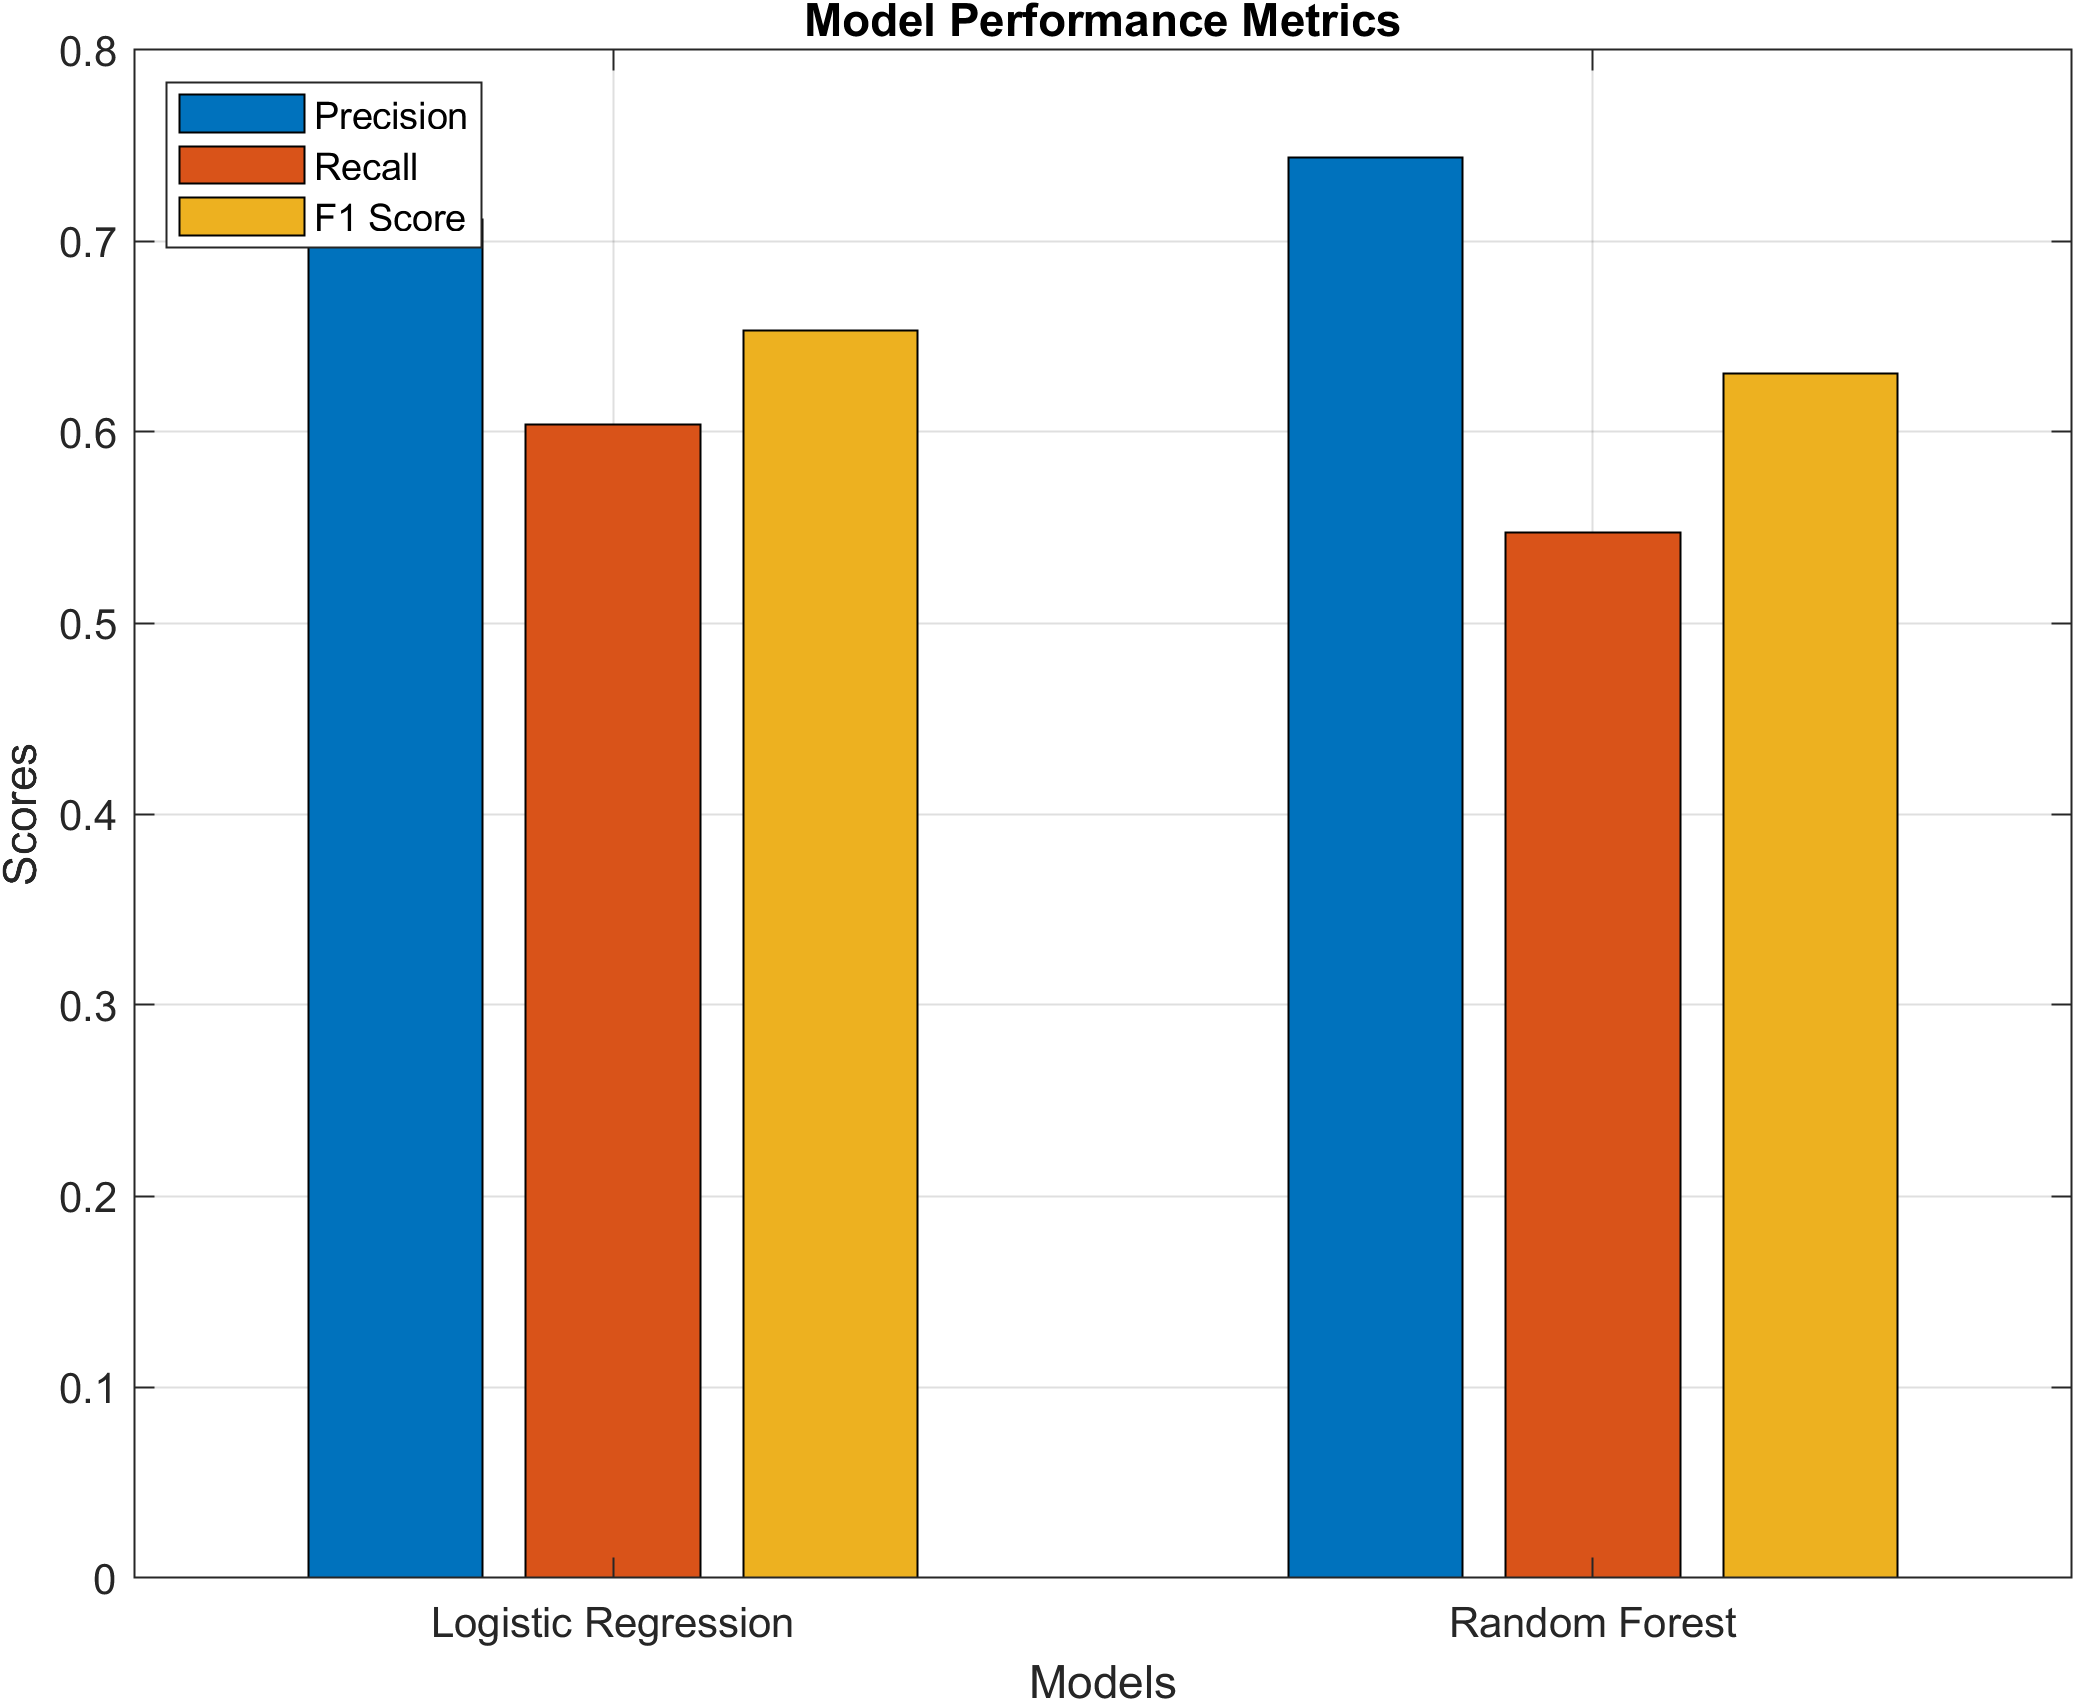 Model Performance Metrics
Precision
Recall
F1 Score
0.8
0.7
0.6
0.5
0.4
0.3
0.2
0.1
0
Scores
Logistic Regression
Random Forest
Models